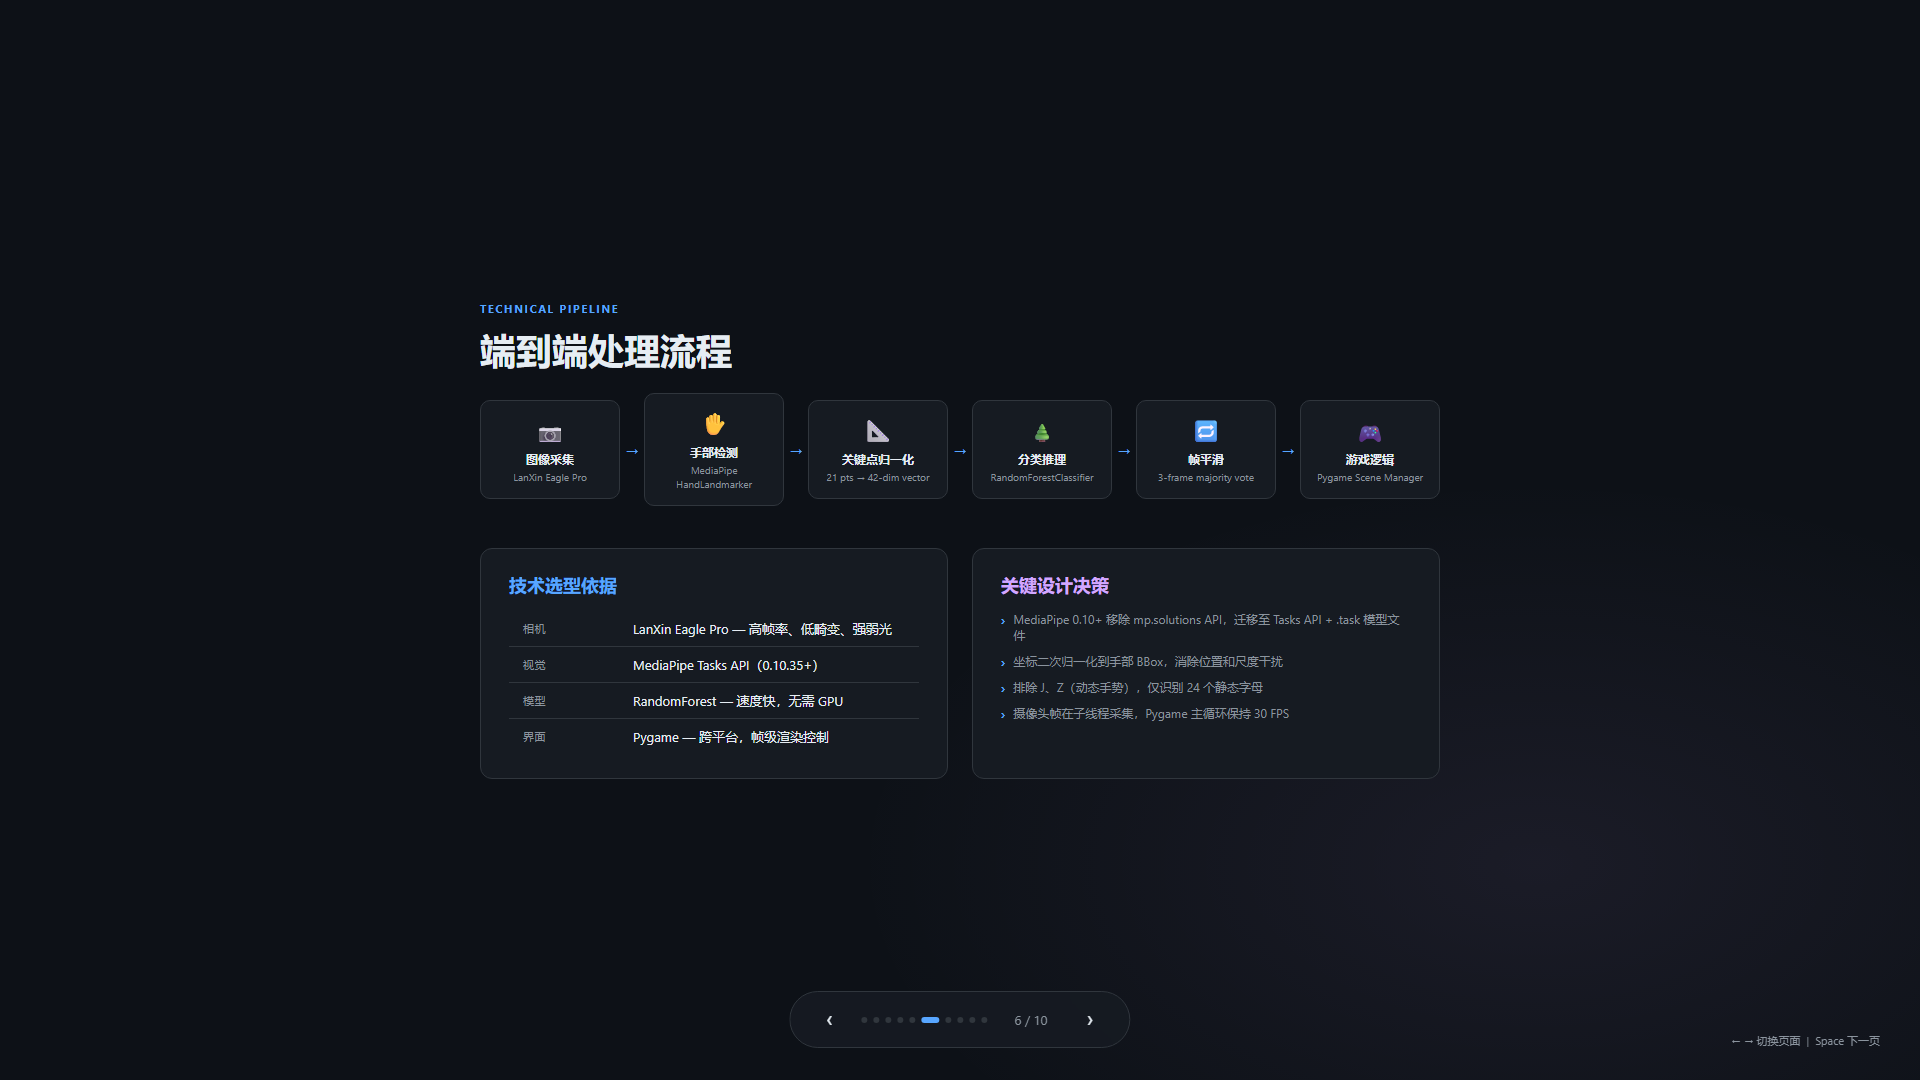 TECHNICAL PIPELINE
端到端处理流程
图像采集
LanXin Eagle Pro
→
手部检测
MediaPipe
HandLandmarker
→
关键点归一化
21 pts → 42-dim vector
→
分类推理
RandomForestClassifier
→
帧平滑
3-frame majority vote
→
游戏逻辑
Pygame Scene Manager
技术选型依据
相机 LanXin Eagle Pro — 高帧率、低畸变、强弱光
视觉 MediaPipe Tasks API（0.10.35+）
模型 RandomForest — 速度快，无需 GPU
界面 Pygame — 跨平台，帧级渲染控制
关键设计决策
› MediaPipe 0.10+ 移除 mp.solutions API，迁移至 Tasks API + .task 模型文
件
› 坐标二次归一化到手部 BBox，消除位置和尺度干扰
› 排除 J、Z（动态手势），仅识别 24 个静态字母
› 摄像头帧在子线程采集，Pygame 主循环保持 30 FPS
‹ 6 / 10 ›
← → 切换页面 | Space 下一页